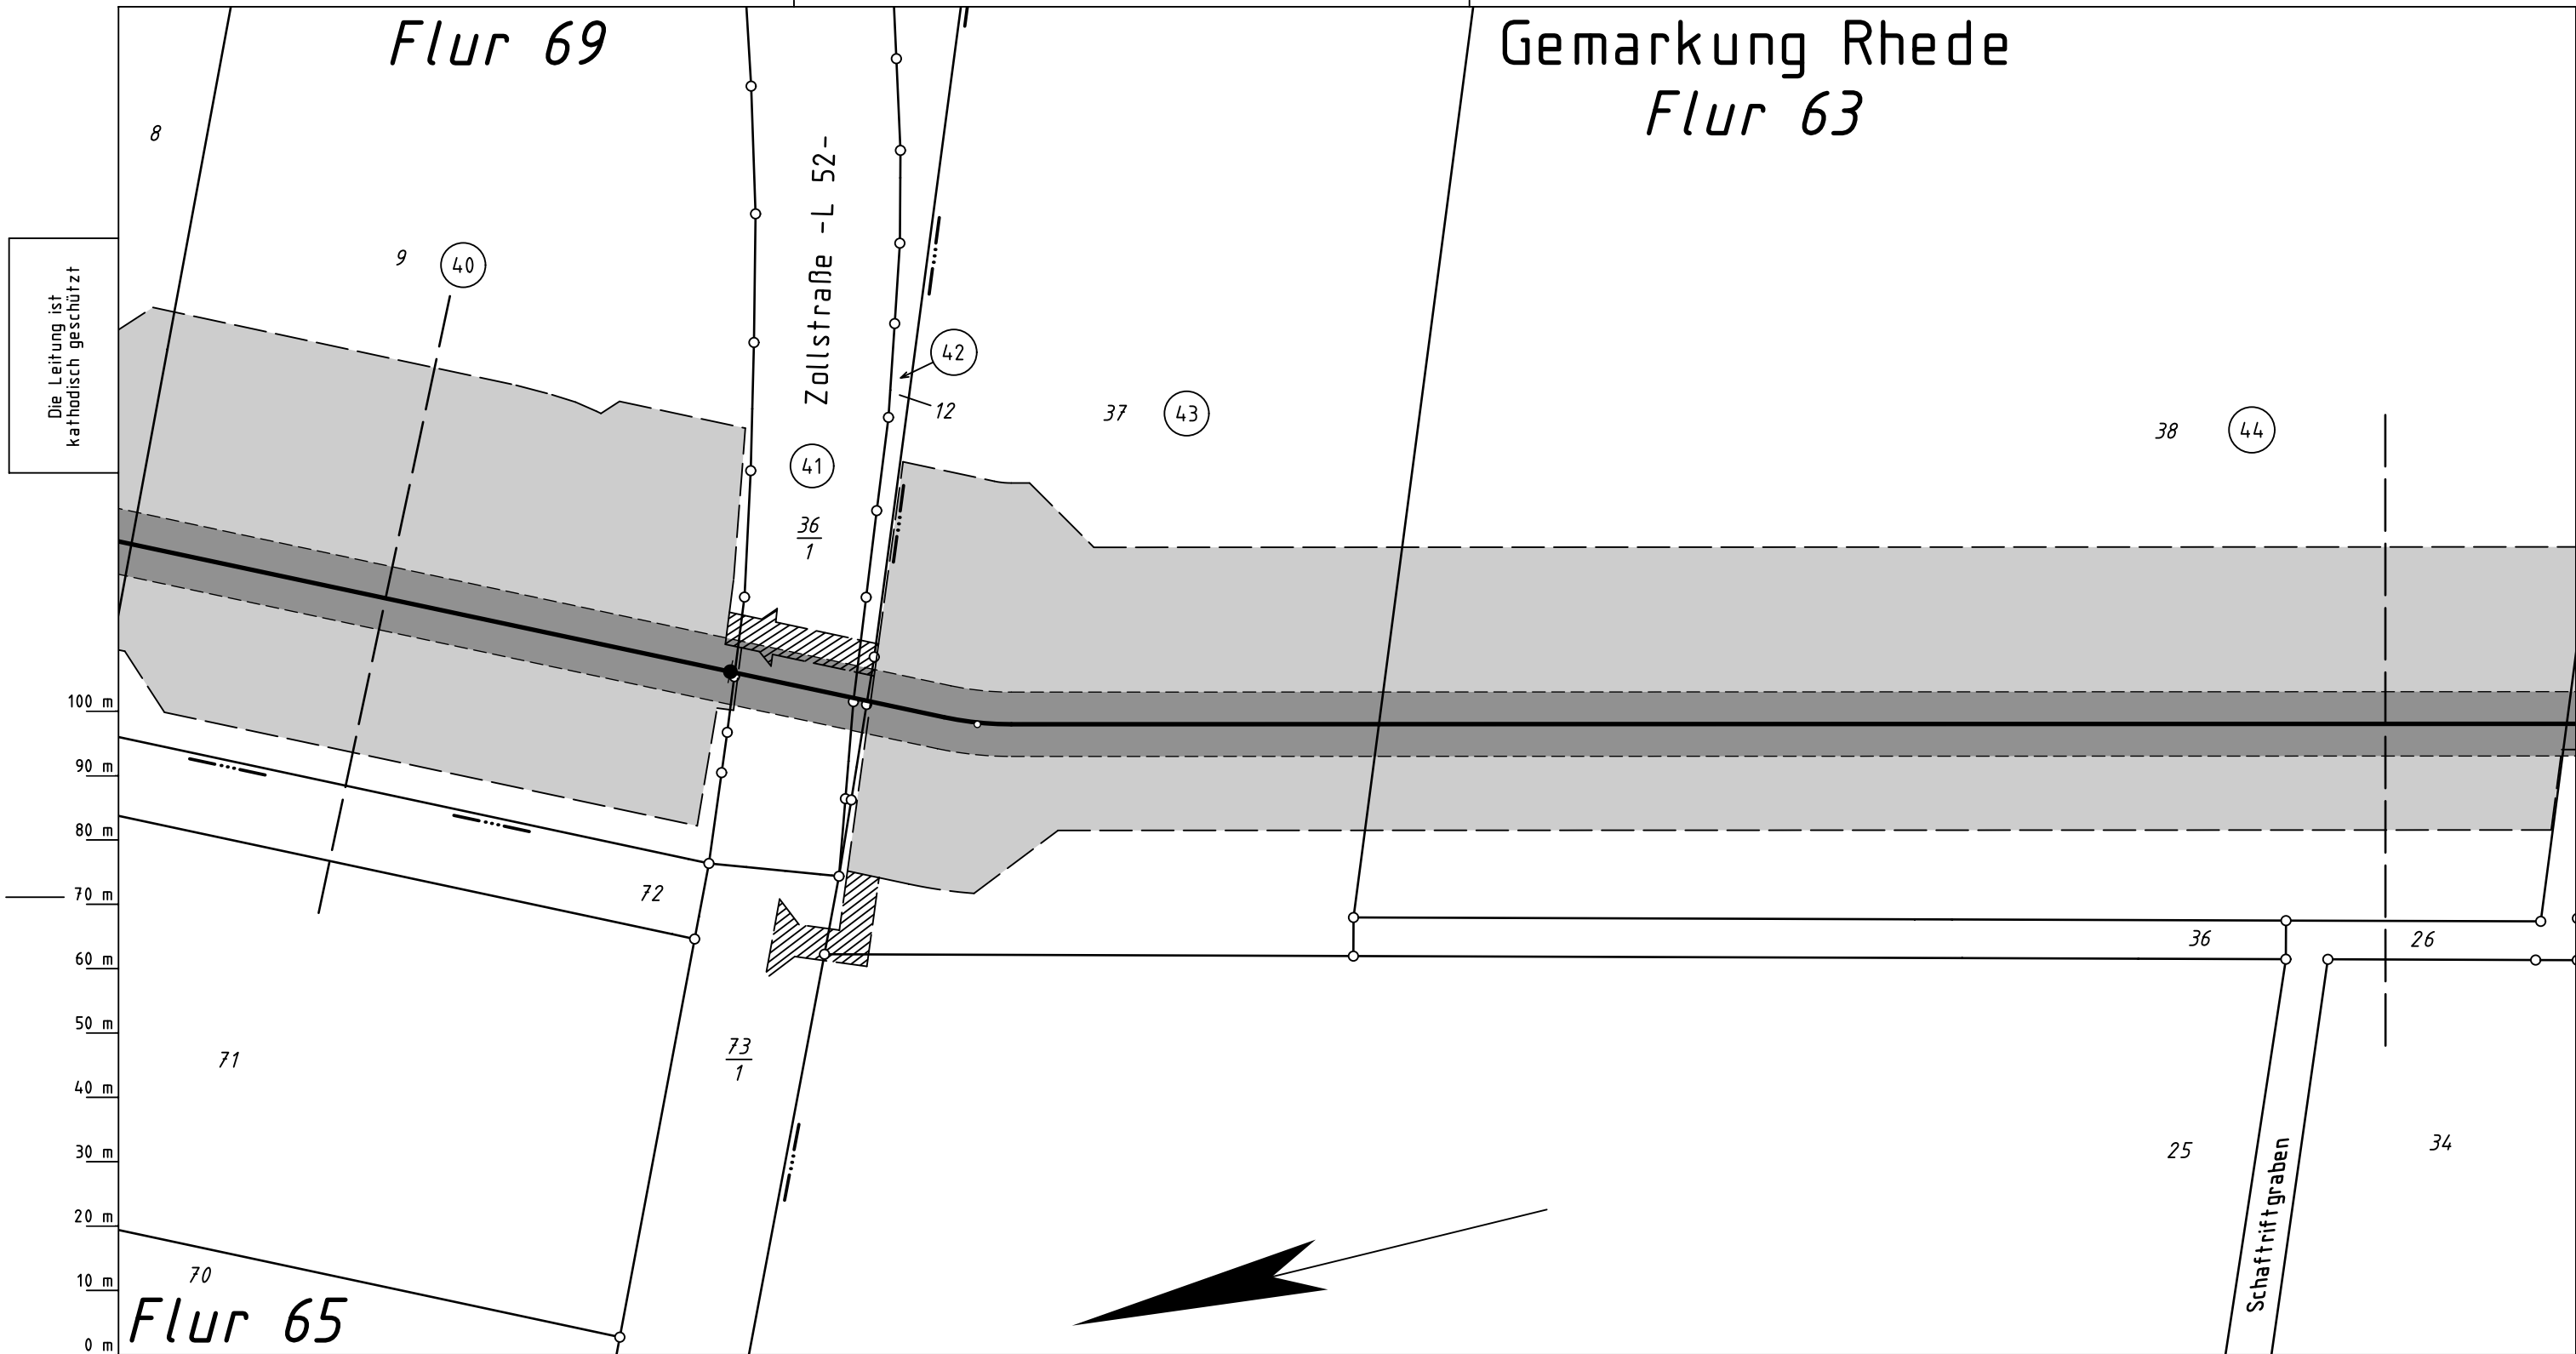 Flur 69
Gemarkung Rhede
Flur 63
8
9
40
Zollstraße -L 52-
42
12
37
43
38
44
41
36
1
Die Leitung ist
kathodisch geschützt
100 m
90 m
80 m
70 m
60 m
50 m
40 m
30 m
20 m
10 m
0 m
72
36
26
71
73
1
25
34
Schaftriftgraben
70
Flur 65